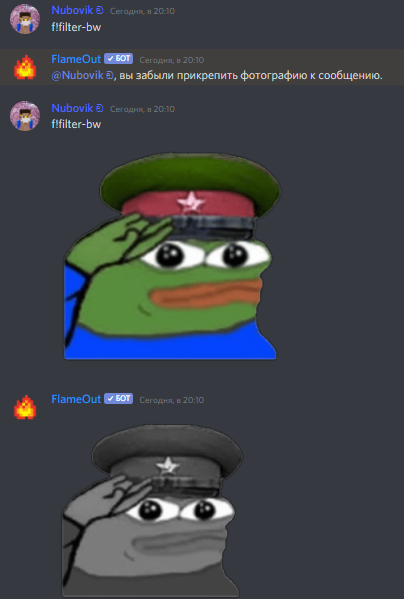 Nubovik Сегодня, в 20:10
f!filter-bw
FlameOut ✓ БОТ Сегодня, в 20:10
@Nubovik, вы забыли прикрепить фотографию к сообщению.
Nubovik Сегодня, в 20:10
f!filter-bw
FlameOut ✓ БОТ Сегодня, в 20:10